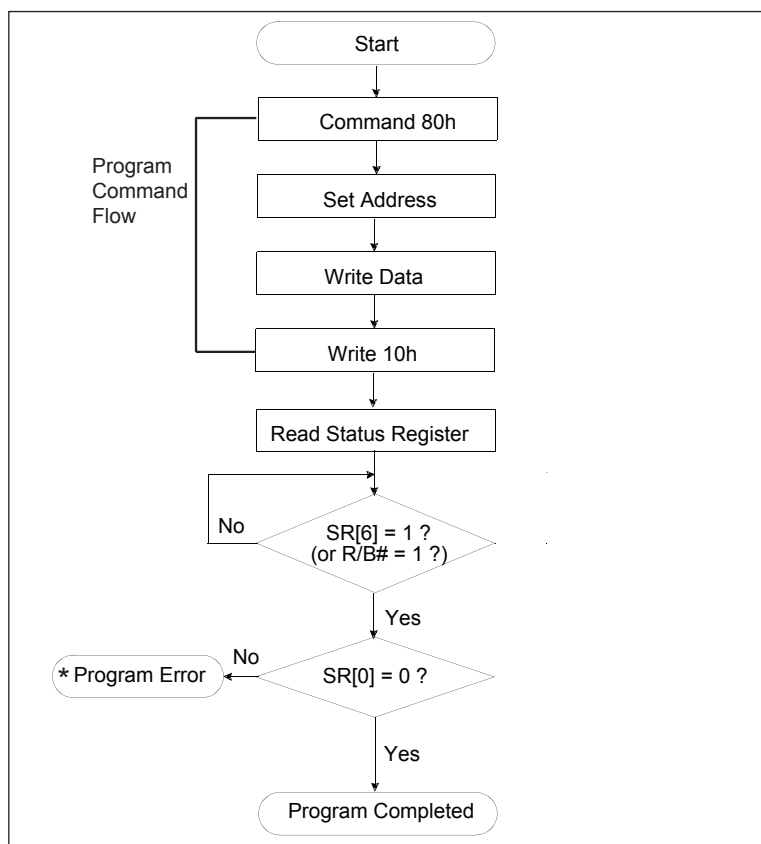 Start
Command 80h
Program
Command
Flow
Set Address
Write Data
Write 10h
Read Status Register
No
SR[6] = 1 ?
(or R/B# = 1 ?)
Yes
No
* Program Error
SR[0] = 0 ?
Yes
Program Completed